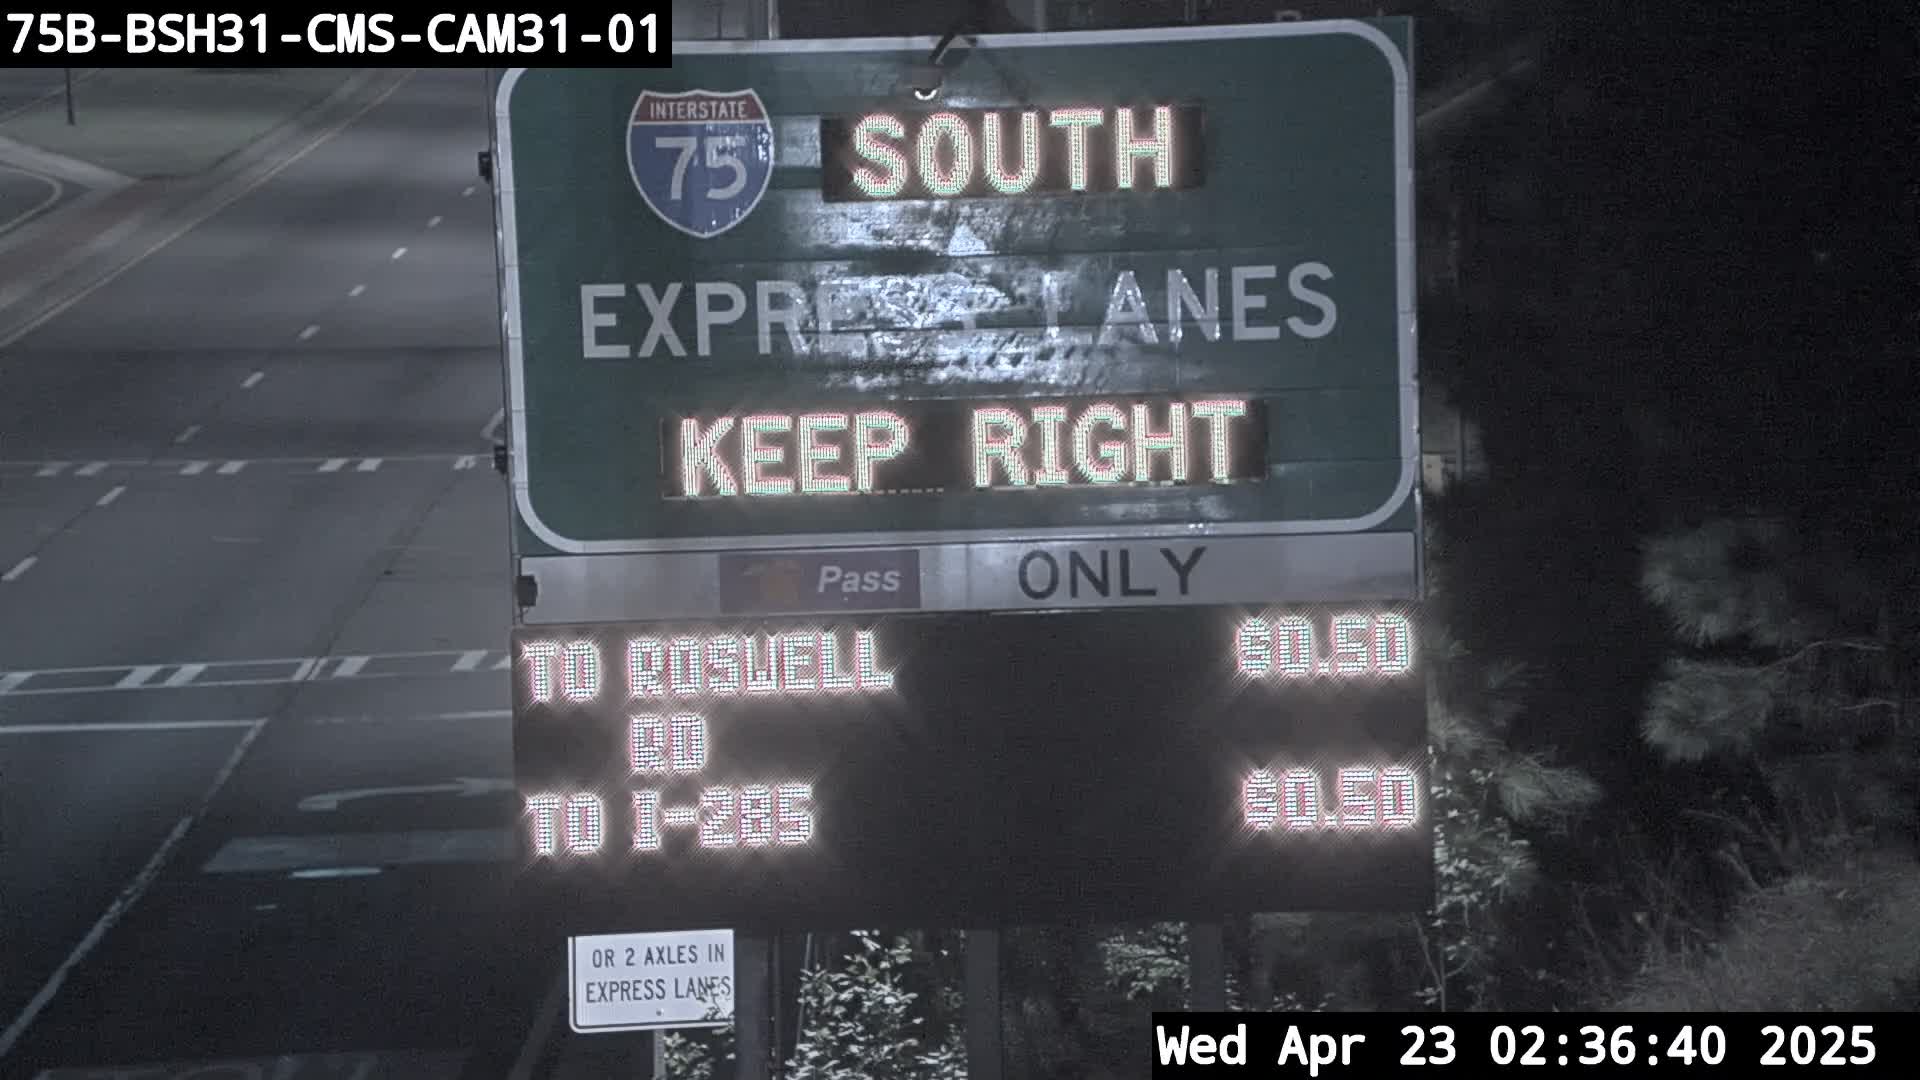 75B-BSH31-CMS-CAM31-01
INTERSTATE
75
SOUTH
EXPRESS LANES
KEEP RIGHT
Pass ONLY
TO ROSWELL $0.50
RD
TO I-285 $0.50
OR 2 AXLES IN
EXPRESS LANES
Wed Apr 23 02:36:40 2025